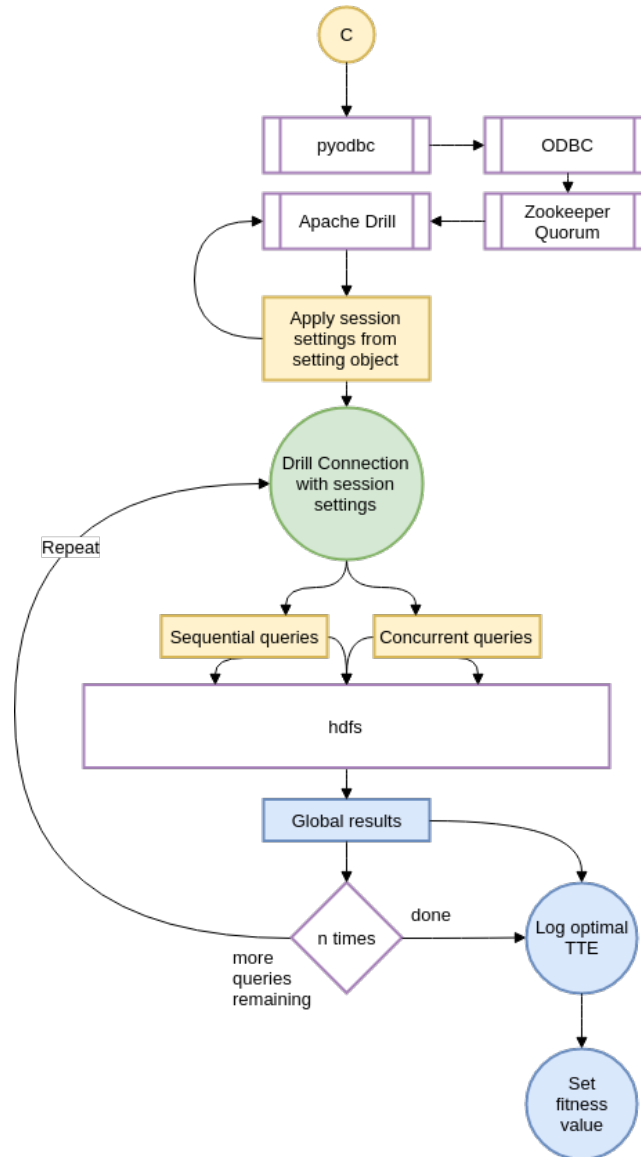 C
pyodbc
ODBC
Apache Drill
Zookeeper
Quorum
Apply session
settings from
setting object
Drill Connection
with session
settings
Repeat
Sequential queries
Concurrent queries
hdfs
Global results
n times
done
more
queries
remaining
Log optimal
TTE
Set
fitness
value